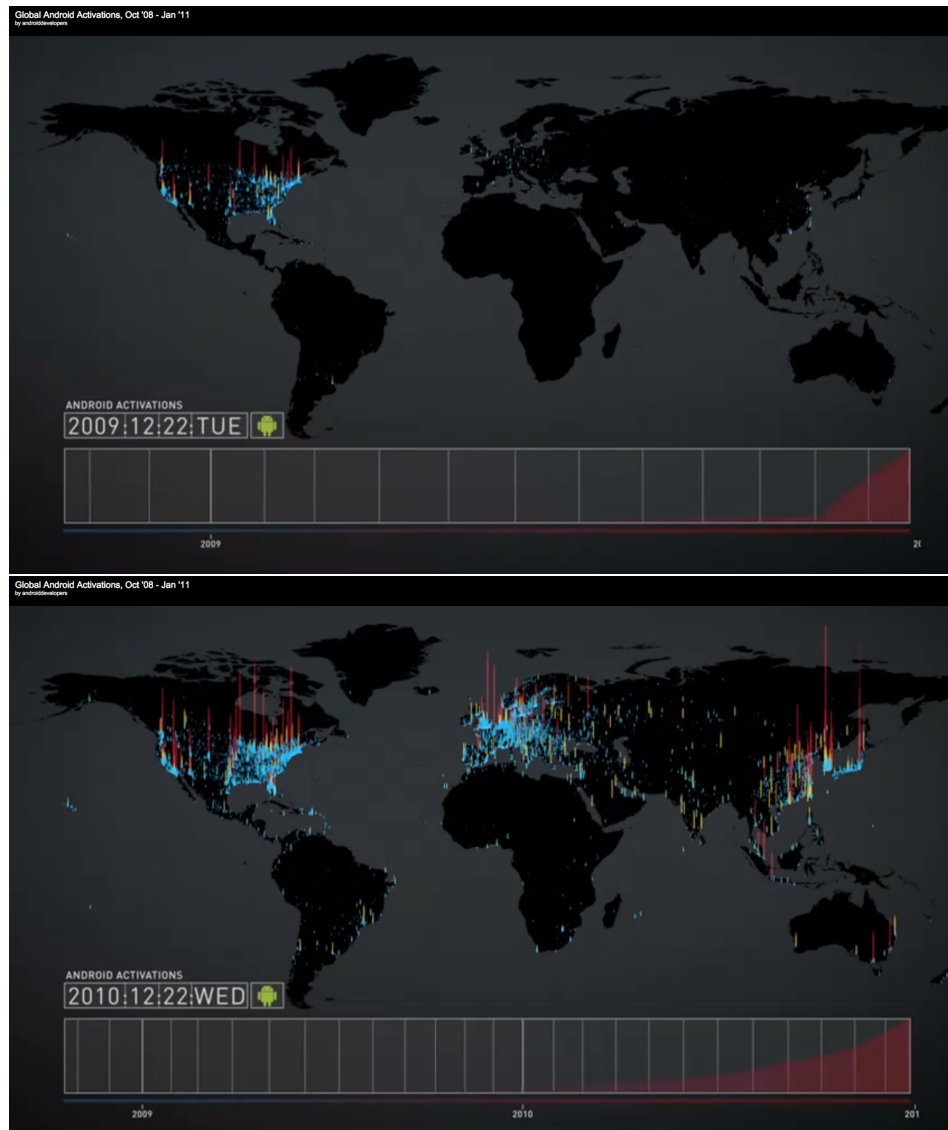 Global Android Activations, Oct '08 - Jan '11
by androiddevelopers
ANDROID ACTIVATIONS
2009:12:22:TUE
2009
Global Android Activations, Oct '08 - Jan '11
by androiddevelopers
ANDROID ACTIVATIONS
2010:12:22:WED
2009 2010 201